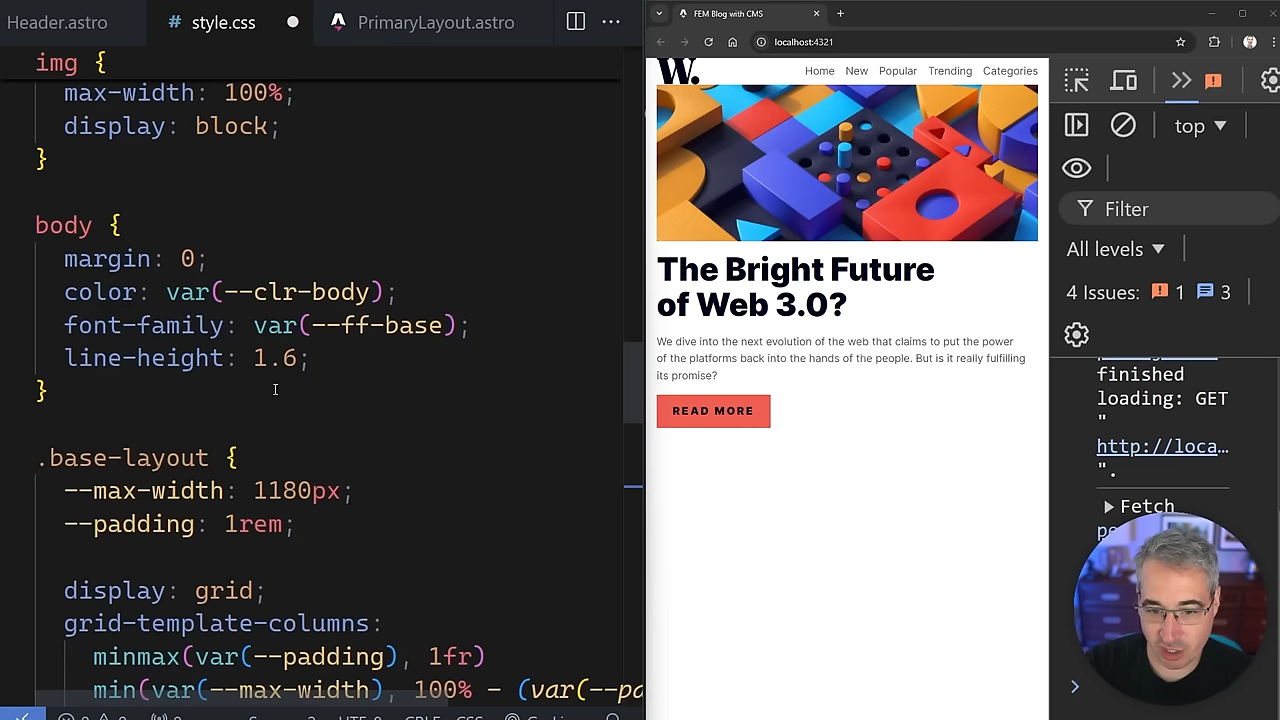 Header.astro
# style.css
PrimaryLayout.astro
img {
max-width: 100%;
display: block;
}
body {
margin: 0;
color: var(--clr-body);
font-family: var(--ff-base);
line-height: 1.6;
}
.base-layout {
--max-width: 1180px;
--padding: 1rem;
display: grid;
grid-template-columns:
minmax(var(--padding), 1fr)
min(var(--max-width), 100% - (var(--pa
FEM Blog with CMS
localhost:4321
W.
Home New Popular Trending Categories
The Bright Future
of Web 3.0?
We dive into the next evolution of the web that claims to put the power
of the platforms back into the hands of the people. But is it really fulfilling
its promise?
READ MORE
top
Filter
All levels
4 Issues: 1 3
finished
loading: GET
"
http://loca…
".
Fetch